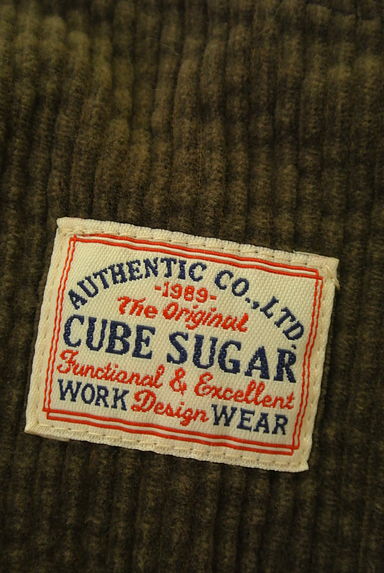 AUTHENTIC CO.,LTD.
-1989-
The Original
CUBE SUGAR
Functional & Excellent
WORK Design WEAR